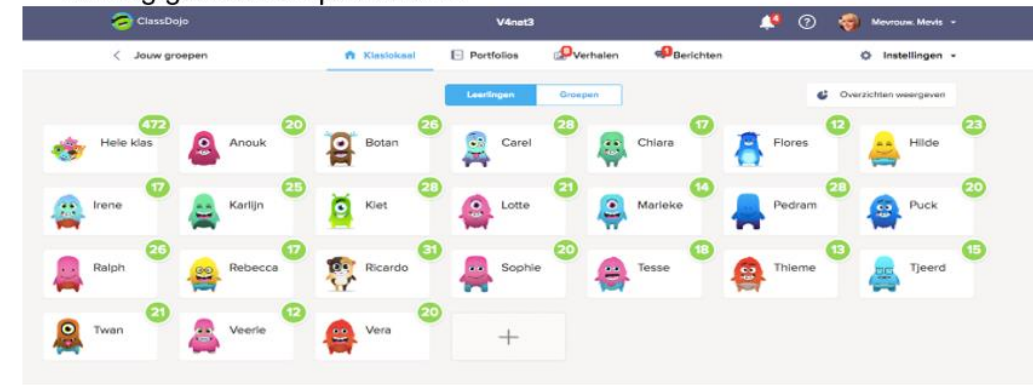 ClassDojo V4nat3 4 ? Mevrouw. Mevis
< Jouw groepen Klaslokaal Portfolios 8 Verhalen 1 Berichten Instellingen
Leerlingen Groepen Overzichten weergeven
472 20 26 28 17 12 23
Hele klas Anouk Botan Carel Chiara Flores Hilde
17 25 28 21 14 28 20
Irene Karlijn Kiet Lotte Marieke Pedram Puck
26 17 31 20 18 13 15
Ralph Rebecca Ricardo Sophie Tesse Thieme Tjeerd
21 12 20
Twan Veerle Vera +